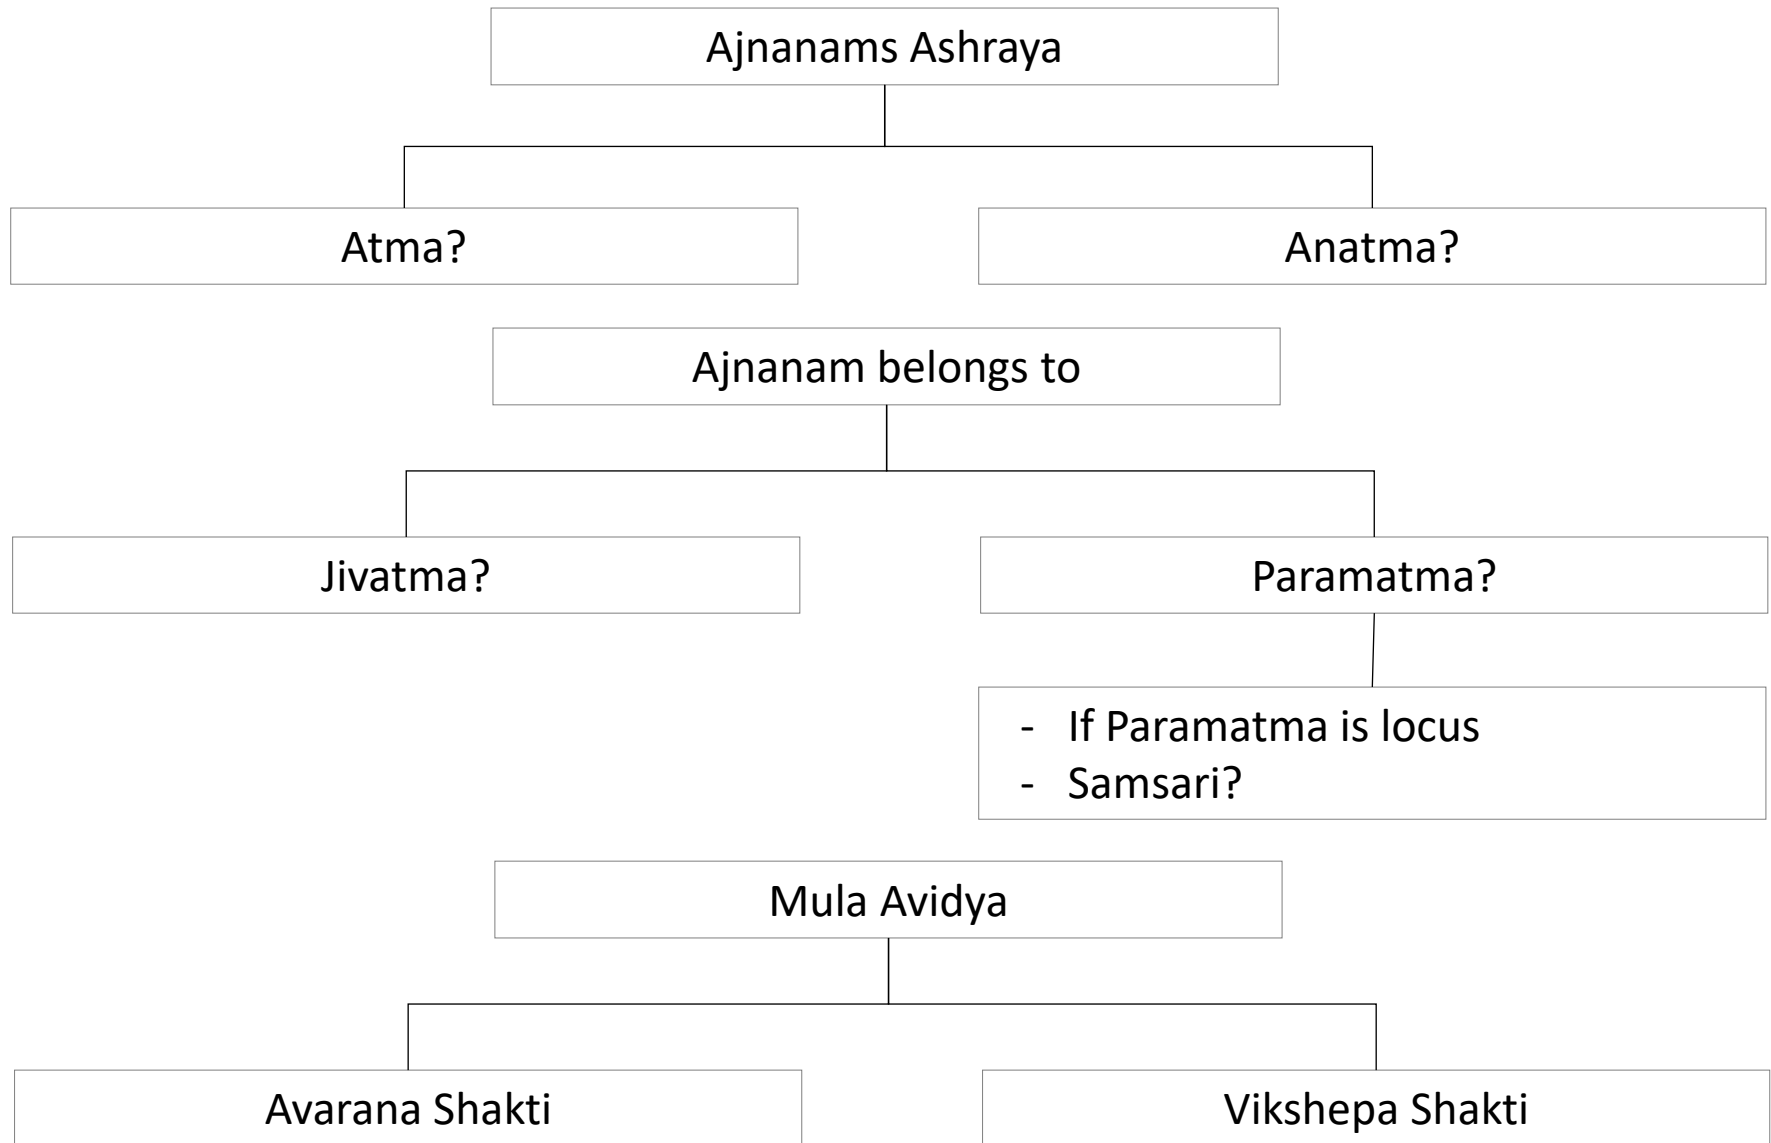 Ajnanams Ashraya
Atma?
Anatma?
Ajnanam belongs to
Jivatma?
Paramatma?
- If Paramatma is locus
- Samsari?
Mula Avidya
Avarana Shakti
Vikshepa Shakti